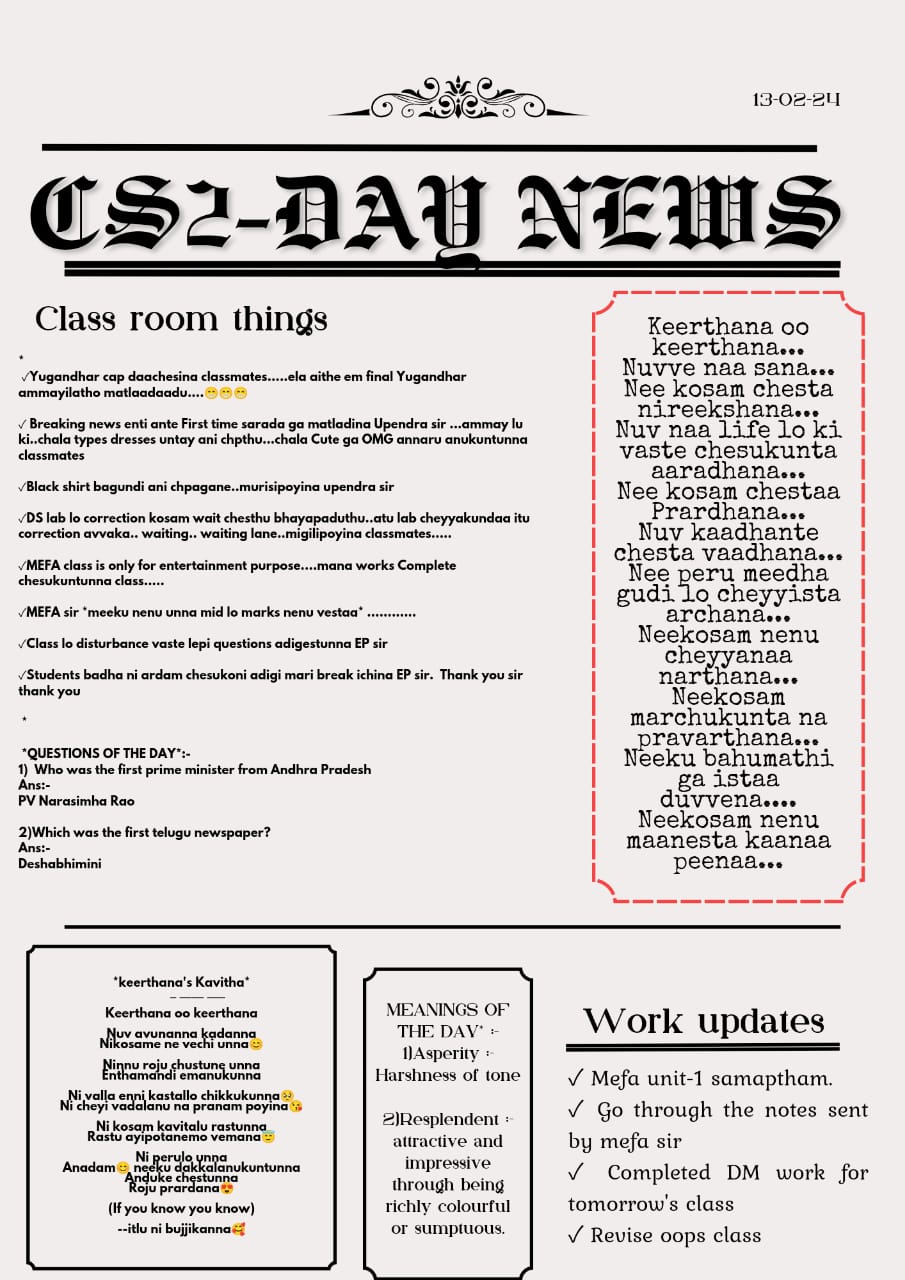 13-02-24
CS2-DAY NEWS
Class room things
*
✓Yugandhar cap daachesina classmates.....ela aithe em final Yugandhar
ammayilatho matlaadaadu....😁😁😁
✓ Breaking news enti ante First time sarada ga matladina Upendra sir ...ammay lu
ki..chala types dresses untay ani chpthu...chala Cute ga OMG annaru anukuntunna
classmates
✓Black shirt bagundi ani chpagane..murisipoyina upendra sir
✓DS lab lo correction kosam wait chesthu bhayapaduthu..atu lab cheyyakundaa itu
correction avvaka.. waiting.. waiting lane..migilipoyina classmates.....
✓MEFA class is only for entertainment purpose....mana works Complete
chesukuntunna class.....
✓MEFA sir *meeku nenu unna mid lo marks nenu vestaa* ............
✓Class lo disturbance vaste lepi questions adigestunna EP sir
✓Students badha ni ardam chesukoni adigi mari break ichina EP sir.  Thank you sir
thank you
*
*QUESTIONS OF THE DAY*:-
1)  Who was the first prime minister from Andhra Pradesh
Ans:-
PV Narasimha Rao
2)Which was the first telugu newspaper?
Ans:-
Deshabhimini
Keerthana oo
keerthana...
Nuvve naa sana...
Nee kosam chesta
nireekshana...
Nuv naa life lo ki
vaste chesukunta
aaradhana...
Nee kosam chestaa
Prardhana...
Nuv kaadhante
chesta vaadhana...
Nee peru meedha
gudi lo cheyyista
archana...
Neekosam nenu
cheyyanaa
narthana...
Neekosam
marchukunta na
pravarthana...
Neeku bahumathi
ga istaa
duvvena....
Neekosam nenu
maanesta kaanaa
peenaa...
*keerthana's Kavitha*
_ ____ ___
Keerthana oo keerthana
Nuv avunanna kadanna
Nikosame ne vechi unna😊
Ninnu roju chustune unna
Enthamandi emanukunna
Ni valla enni kastallo chikkukunna🥺
Ni cheyi vadalanu na pranam poyina😘
Ni kosam kavitalu rastunna
Rastu ayipotanemo vemana😇
Ni perulo unna
Anadam😊 neeku dakkalanukuntunna
Anduke chestunna
Roju prardana😍
(If you know you know)
--itlu ni bujjikanna🥰
MEANINGS OF
THE DAY* :-
1)Asperity :-
Harshness of tone
2)Resplendent :-
attractive and
impressive
through being
richly colourful
or sumptuous.
Work updates
✓ Mefa unit-1 samaptham.
✓ Go through the notes sent
by mefa sir
✓ Completed DM work for
tomorrow's class
✓ Revise oops class